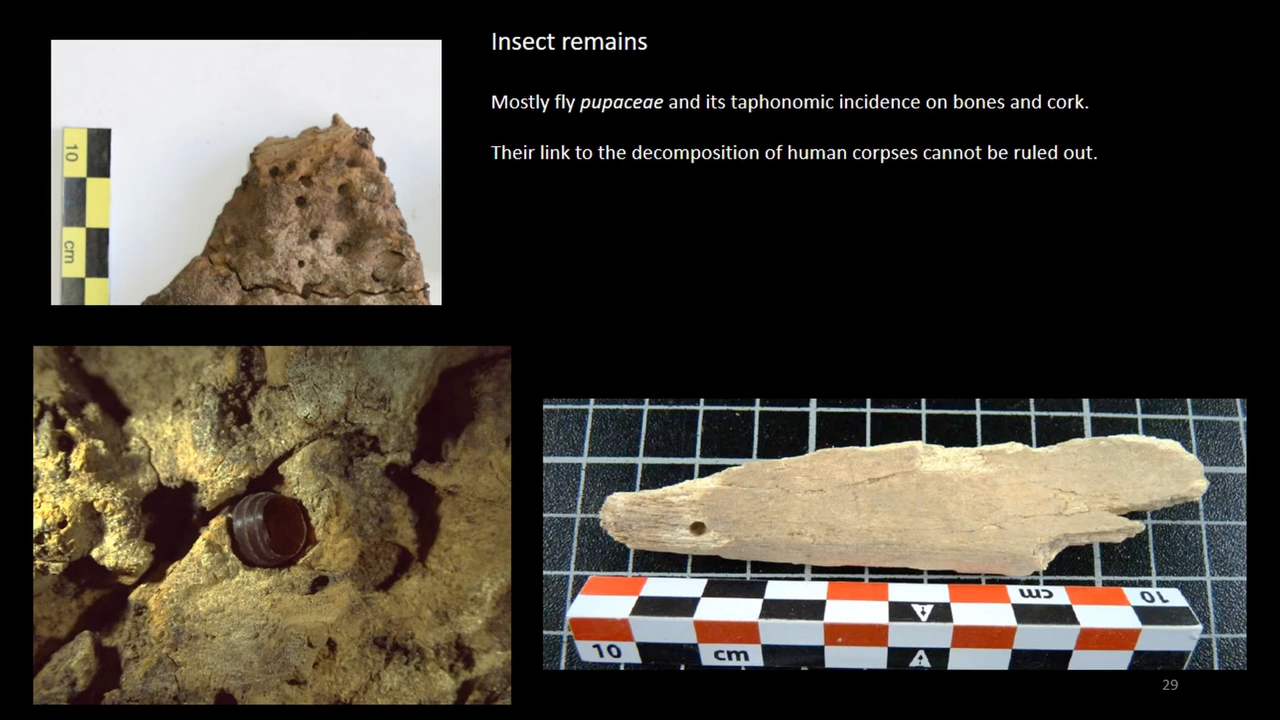 Insect remains
Mostly fly pupaceae and its taphonomic incidence on bones and cork.
Their link to the decomposition of human corpses cannot be ruled out.
10
cm
cm
10
10
cm
29